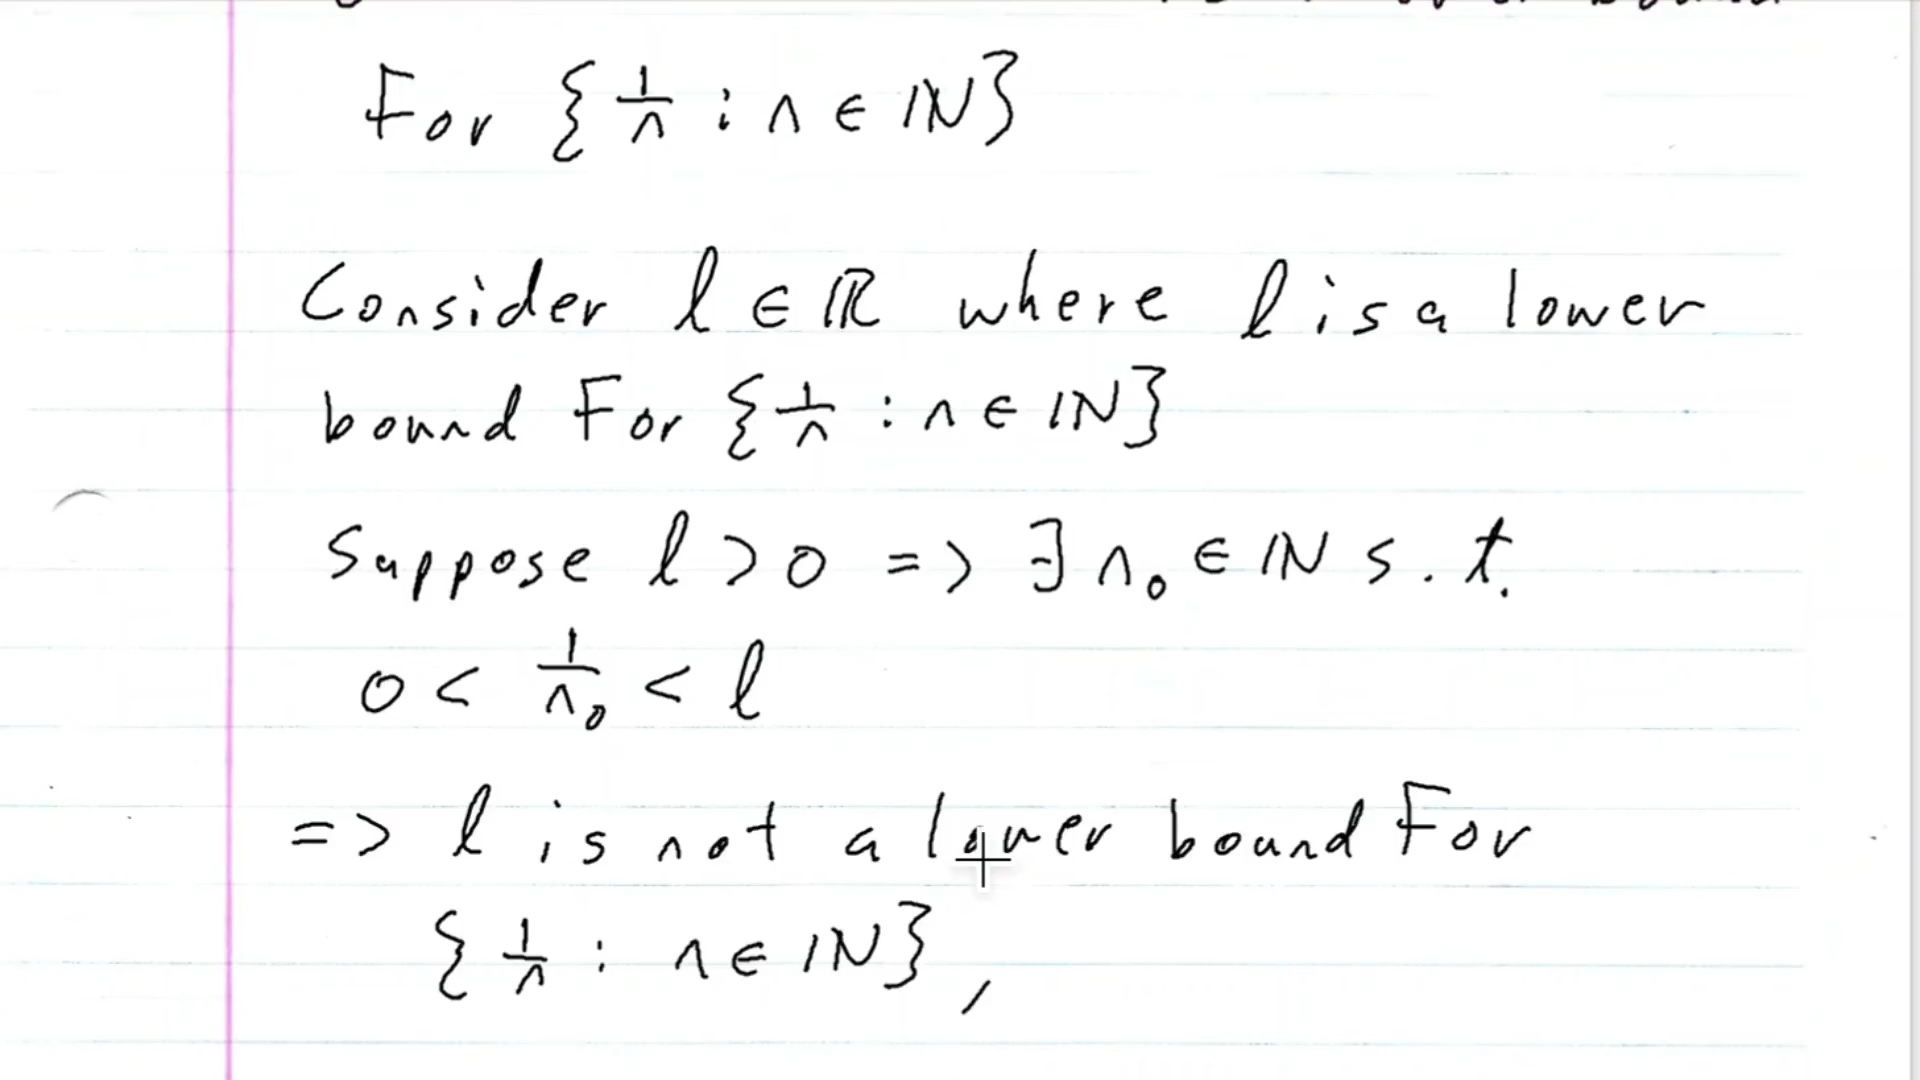 For {1/n : n ∈ ℕ}
Consider l ∈ ℝ where l is a lower
bound For {1/n : n ∈ ℕ}
Suppose l > 0 => ∃ n₀ ∈ ℕ s.t.
0 < 1/n₀ < l
=> l is not a lower bound For
{1/n : n ∈ ℕ},